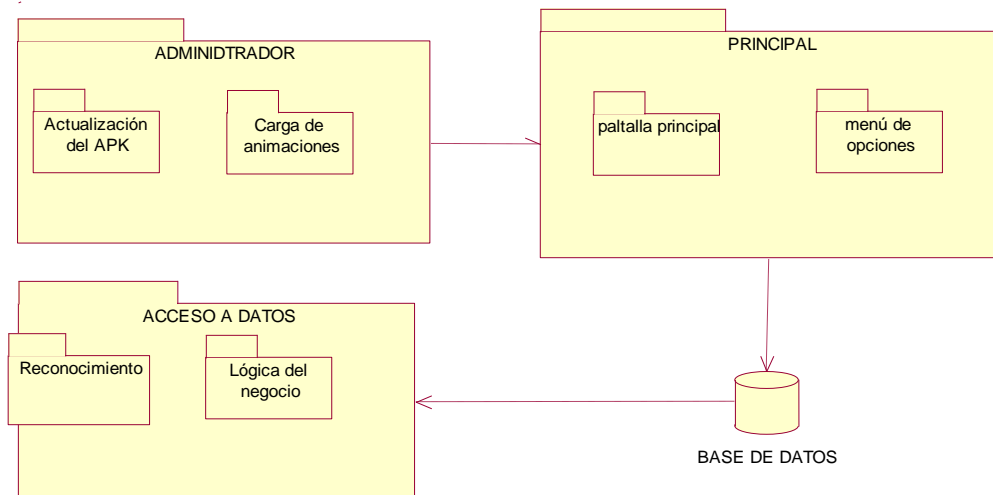 ADMINIDTRADOR
Actualización
del APK
Carga de
animaciones
PRINCIPAL
paltalla principal
menú de
opciones
ACCESO A DATOS
Reconocimiento
Lógica del
negocio
BASE DE DATOS